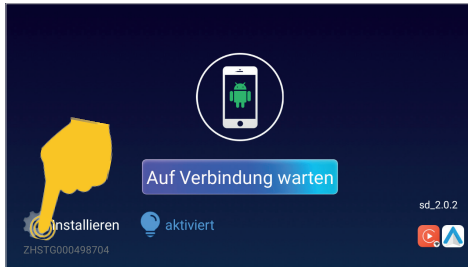 Auf Verbindung warten
Installieren
aktiviert
sd_2.0.2
ZHSTG000498704